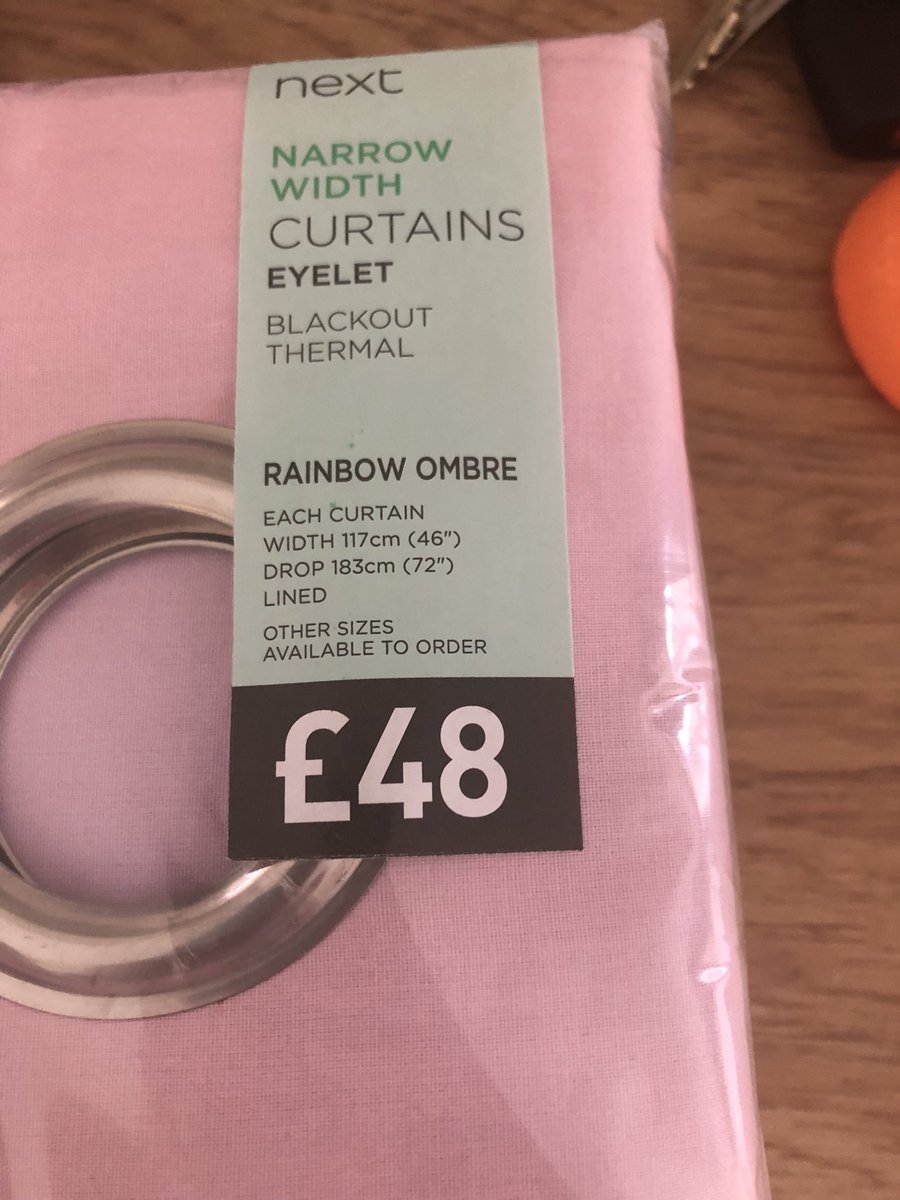 next
NARROW
WIDTH
CURTAINS
EYELET
BLACKOUT
THERMAL
RAINBOW OMBRE
EACH CURTAIN
WIDTH 117cm (46")
DROP 183cm (72")
LINED
OTHER SIZES
AVAILABLE TO ORDER
£48